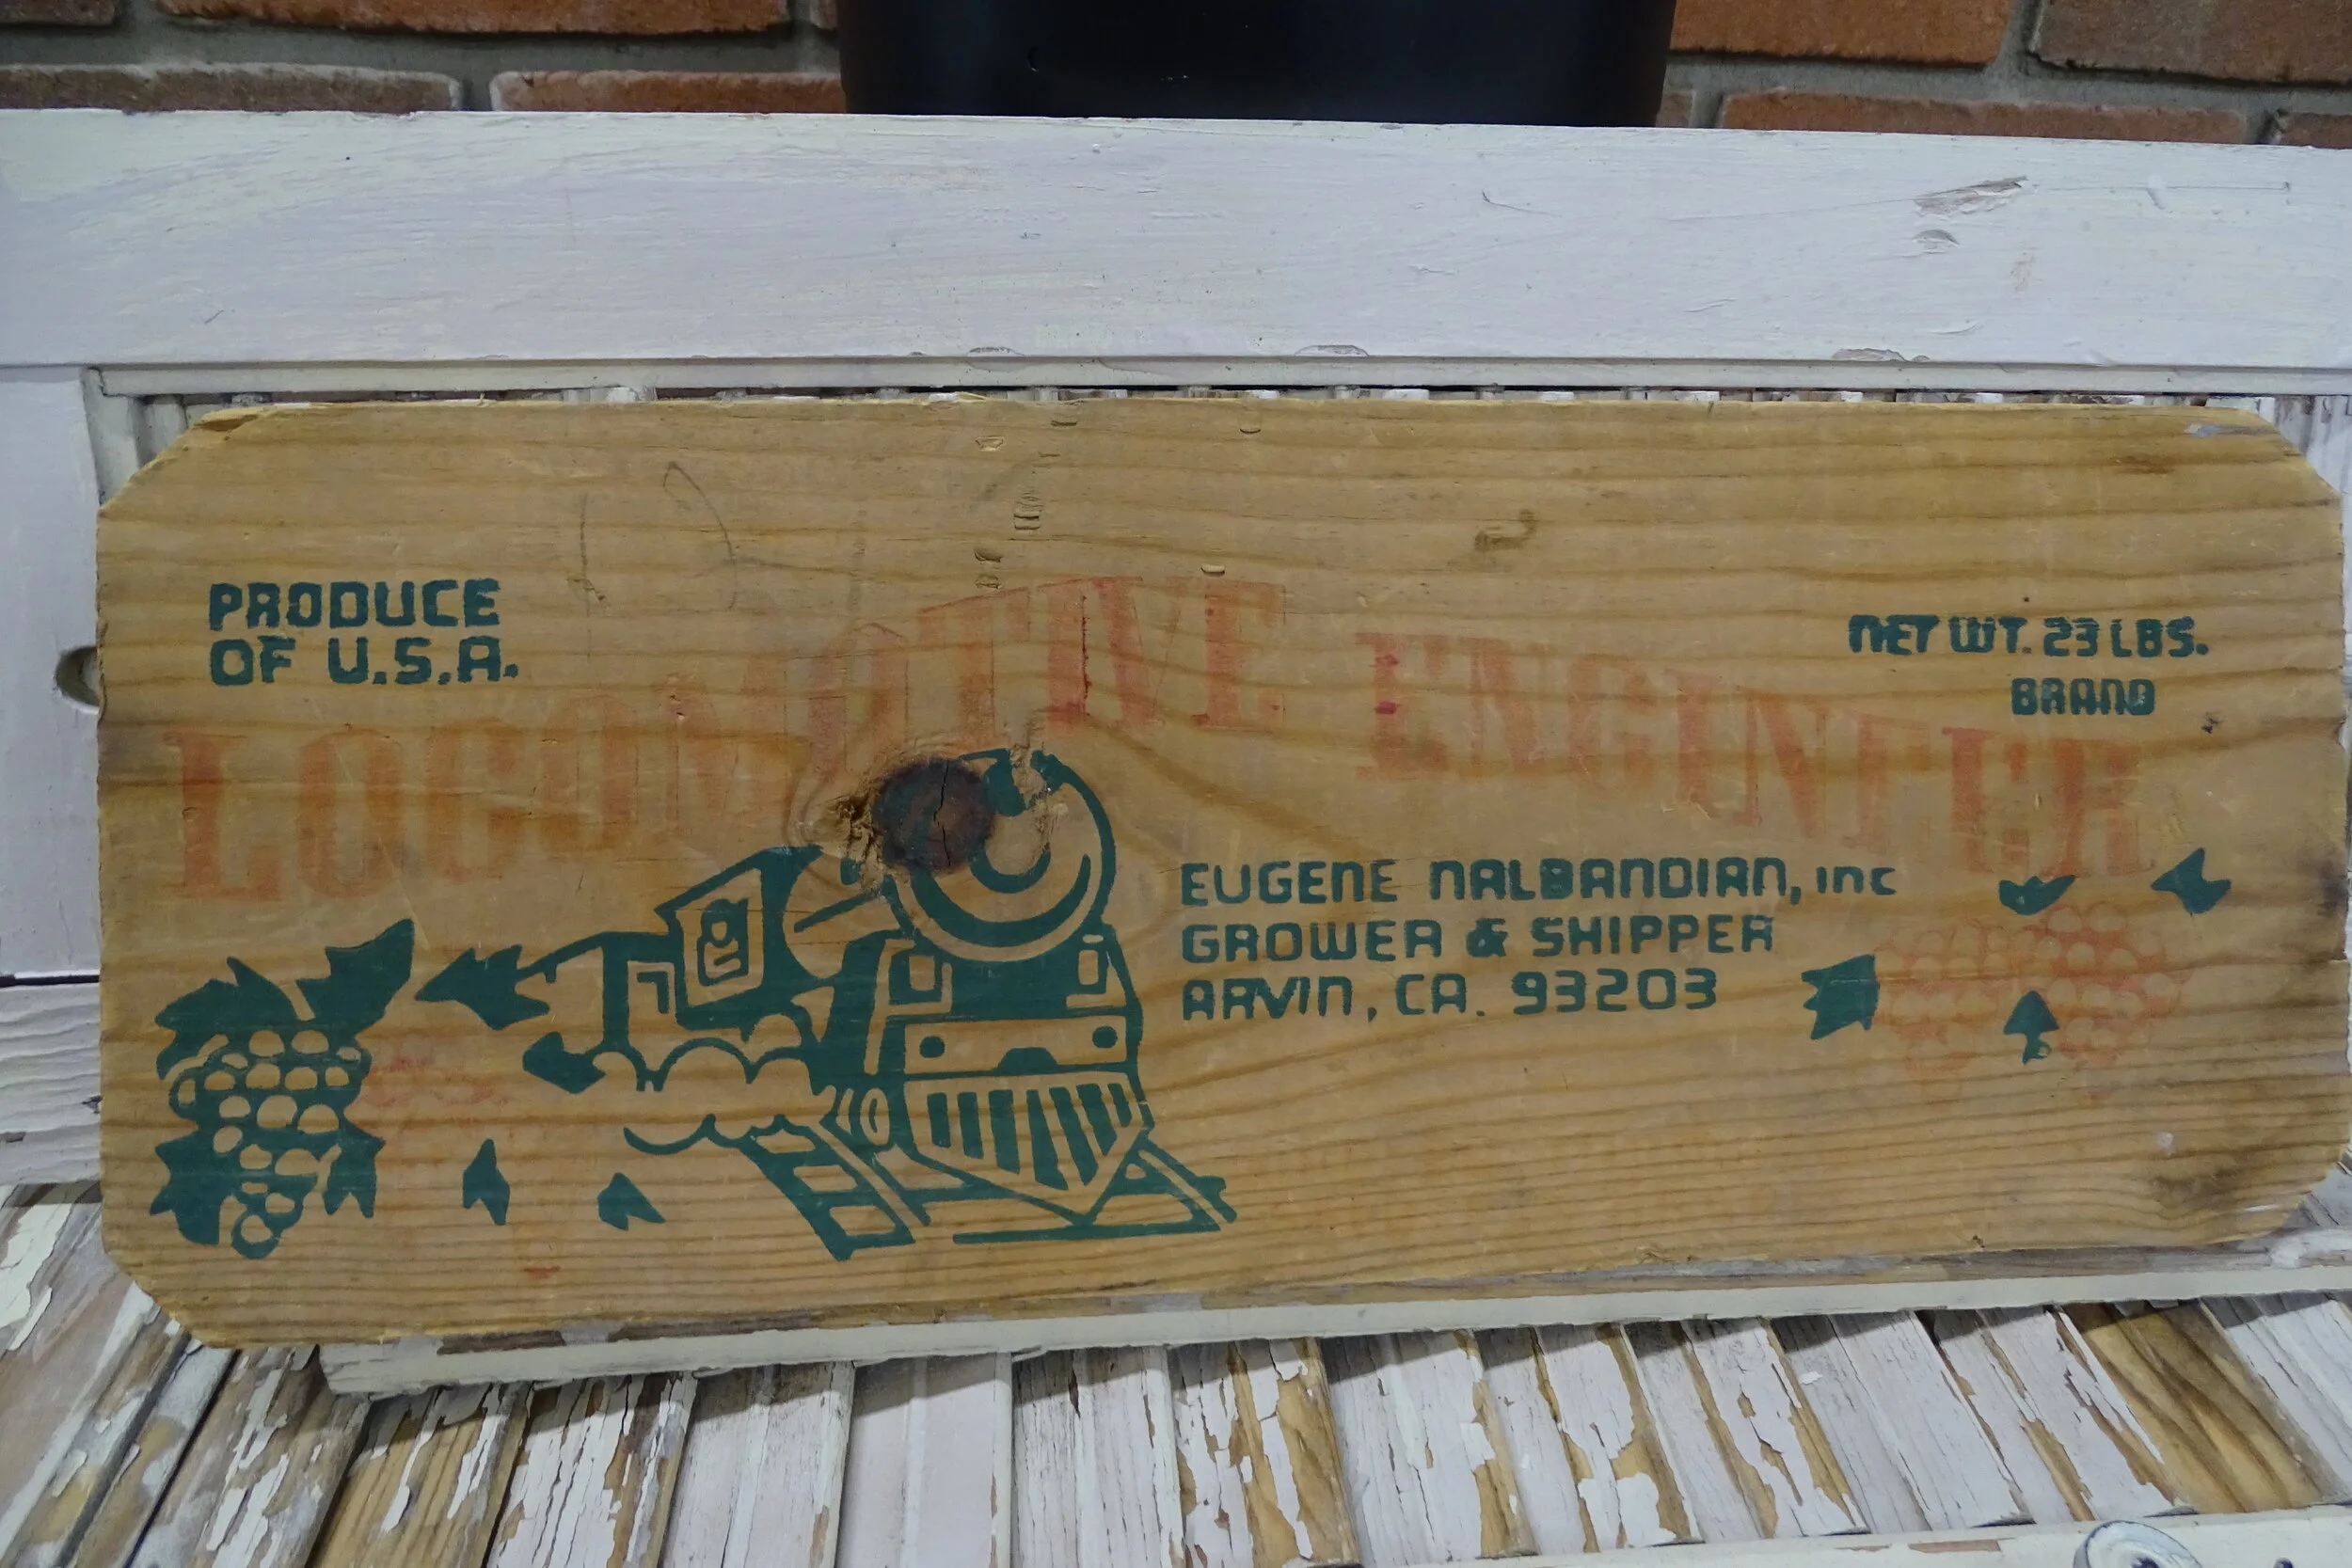 PRODUCE
OF U.S.A.
LOCOMOTIVE ENGINEER
NET WT. 23 LBS.
BRAND
EUGENE NALBANDIAN, INC
GROWER & SHIPPER
ARVIN, CA. 93203